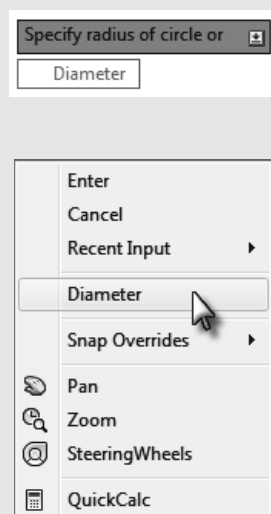 Specify radius of circle or
Diameter
Enter
Cancel
Recent Input
Diameter
Snap Overrides
Pan
Zoom
SteeringWheels
QuickCalc